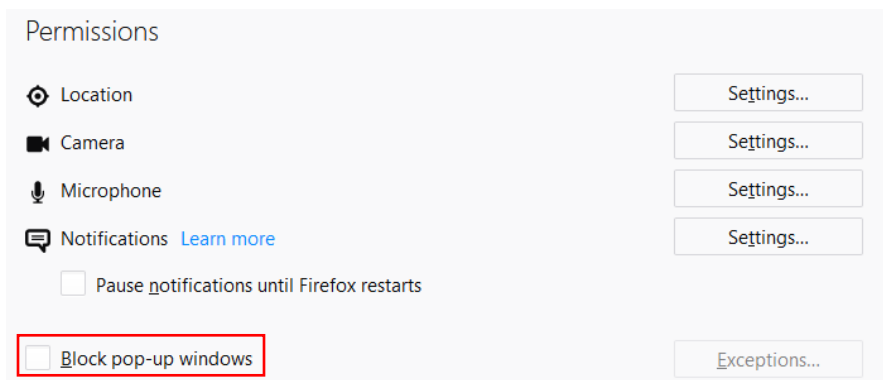 Permissions
Location Settings...
Camera Settings...
Microphone Settings...
Notifications Learn more Settings...
Pause notifications until Firefox restarts
Block pop-up windows Exceptions...